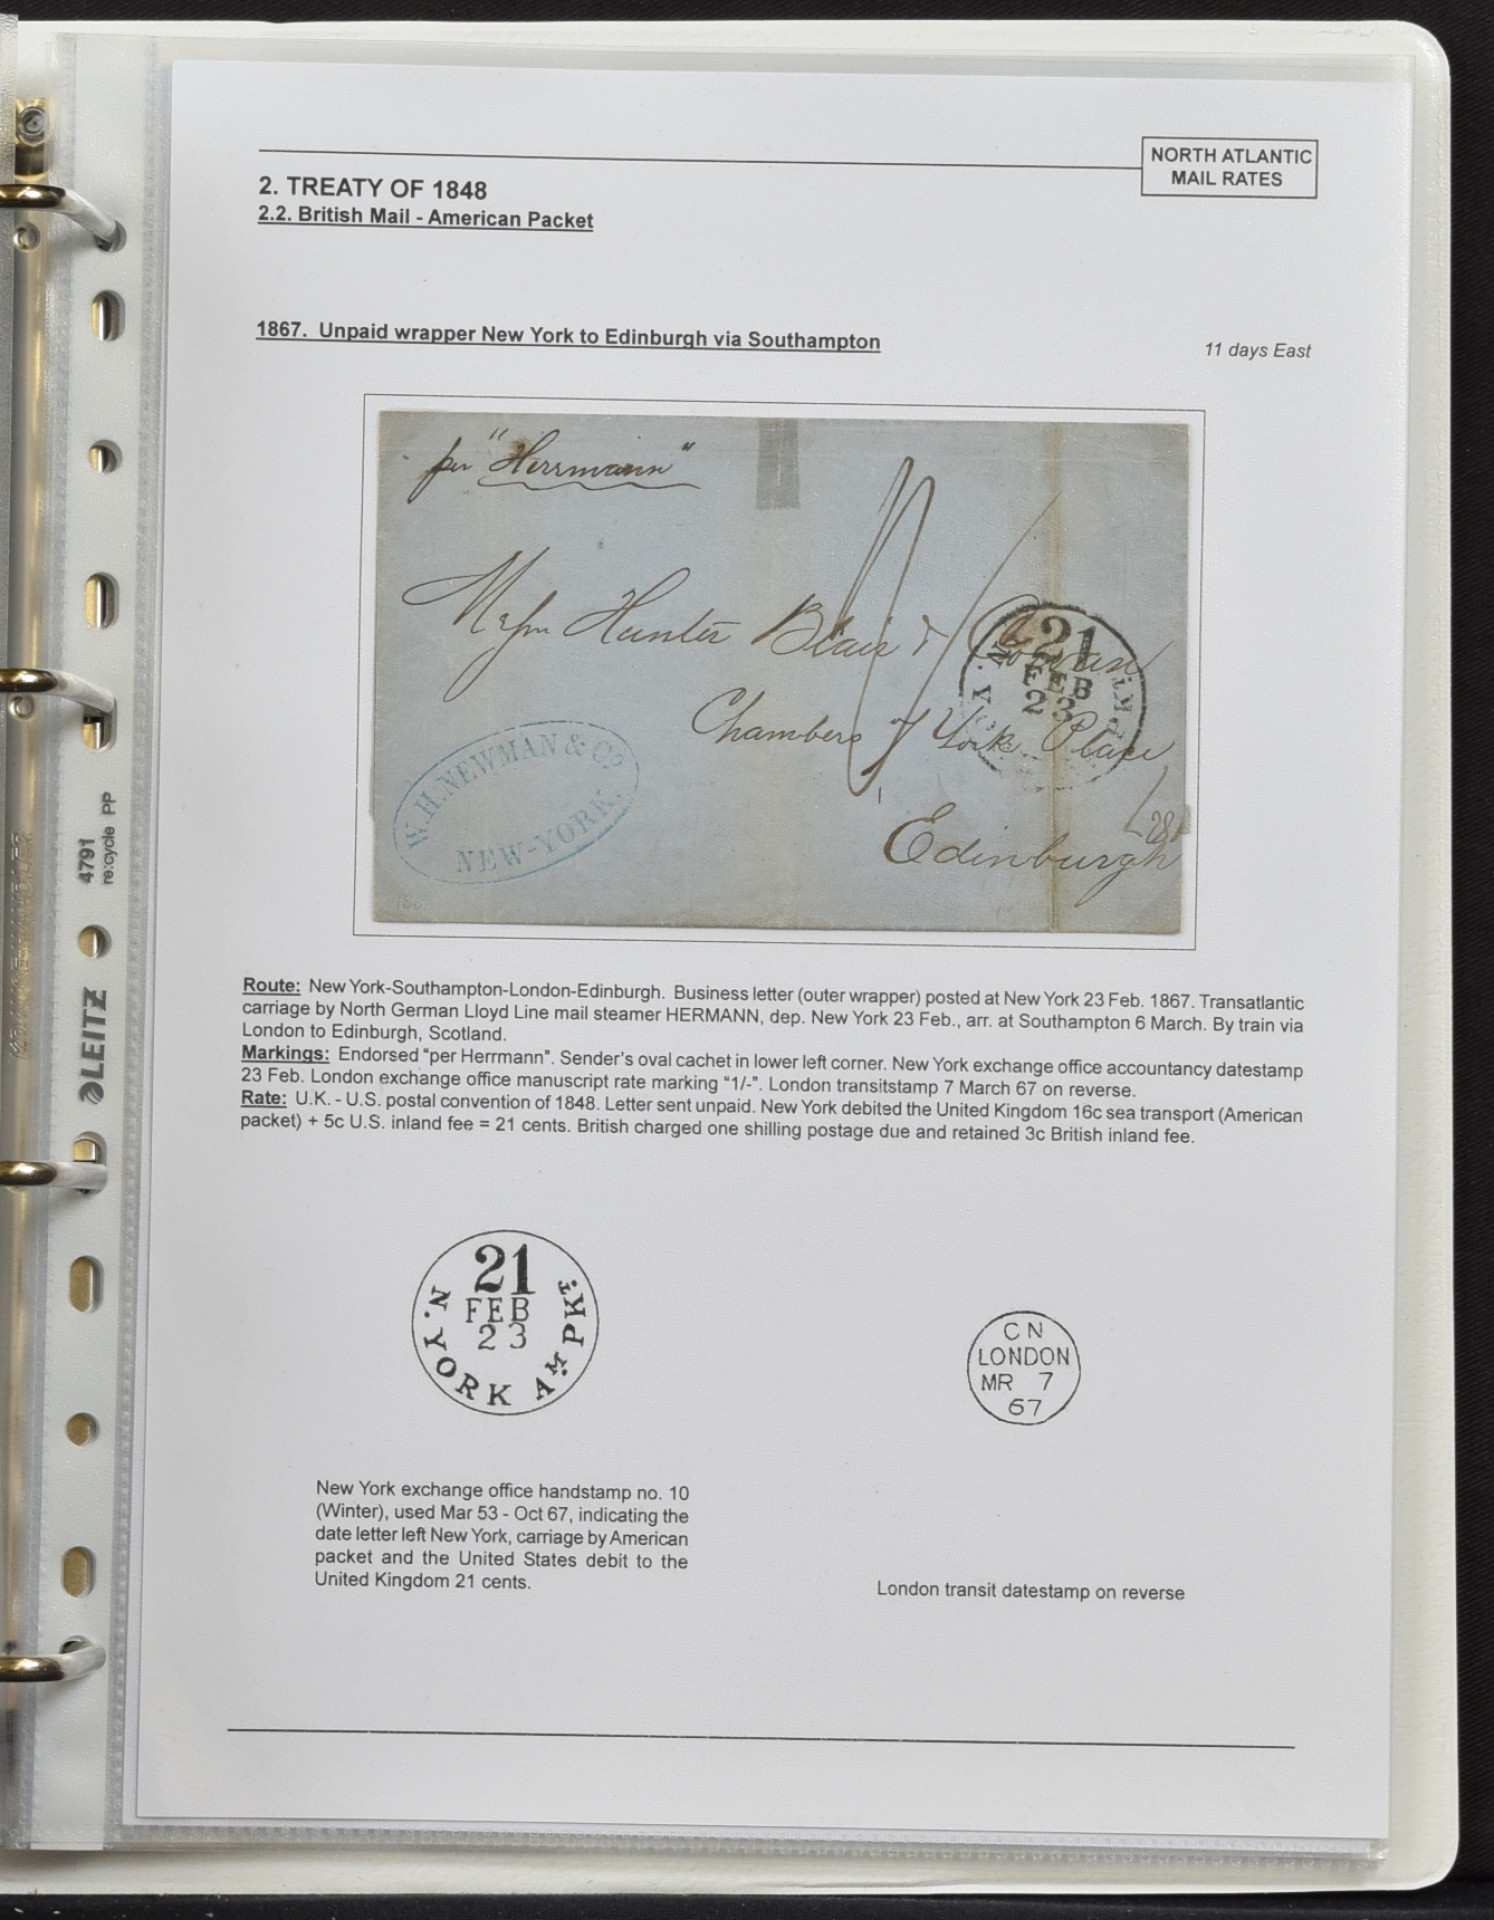 NORTH ATLANTIC
MAIL RATES
2. TREATY OF 1848
2.2. British Mail - American Packet
1867. Unpaid wrapper New York to Edinburgh via Southampton
11 days East
per "Herrmann"
1/
Messrs Hunter Blair & Cowan
Chambers York Place
Edinburgh
21
FEB
23
N. Y
PKT.
W. H. NEWMAN & Co.
NEW-YORK.
Route: New York-Southampton-London-Edinburgh. Business letter (outer wrapper) posted at New York 23 Feb. 1867. Transatlantic
carriage by North German Lloyd Line mail steamer HERMANN, dep. New York 23 Feb., arr. at Southampton 6 March. By train via
London to Edinburgh, Scotland.
Markings: Endorsed "per Herrmann". Sender's oval cachet in lower left corner. New York exchange office accountancy datestamp
23 Feb. London exchange office manuscript rate marking "1/-". London transitstamp 7 March 67 on reverse.
Rate: U.K. - U.S. postal convention of 1848. Letter sent unpaid. New York debited the United Kingdom 16c sea transport (American
packet) + 5c U.S. inland fee = 21 cents. British charged one shilling postage due and retained 3c British inland fee.
21
FEB
23
N. YORK AM. PKT.
CN
LONDON
MR 7
67
New York exchange office handstamp no. 10
(Winter), used Mar 53 - Oct 67, indicating the
date letter left New York, carriage by American
packet and the United States debit to the
United Kingdom 21 cents.
London transit datestamp on reverse
LEITZ
4791
re:cycle PP